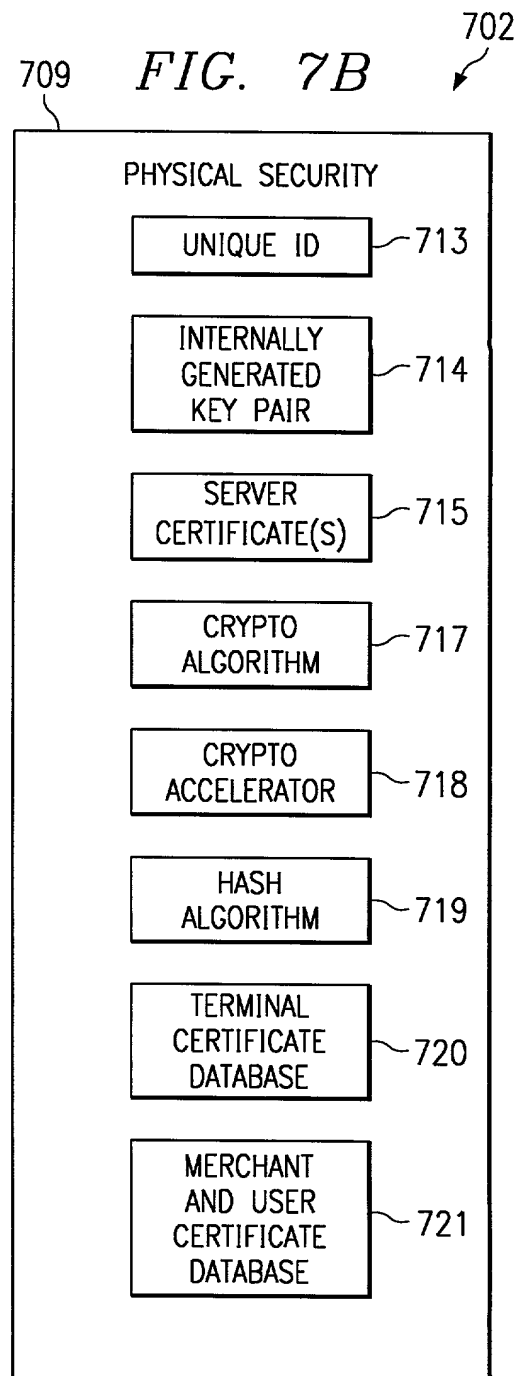 702
709
FIG. 7B
PHYSICAL SECURITY
UNIQUE ID
713
INTERNALLY
GENERATED
KEY PAIR
714
SERVER
CERTIFICATE(S)
715
CRYPTO
ALGORITHM
717
CRYPTO
ACCELERATOR
718
HASH
ALGORITHM
719
TERMINAL
CERTIFICATE
DATABASE
720
MERCHANT
AND USER
CERTIFICATE
DATABASE
721